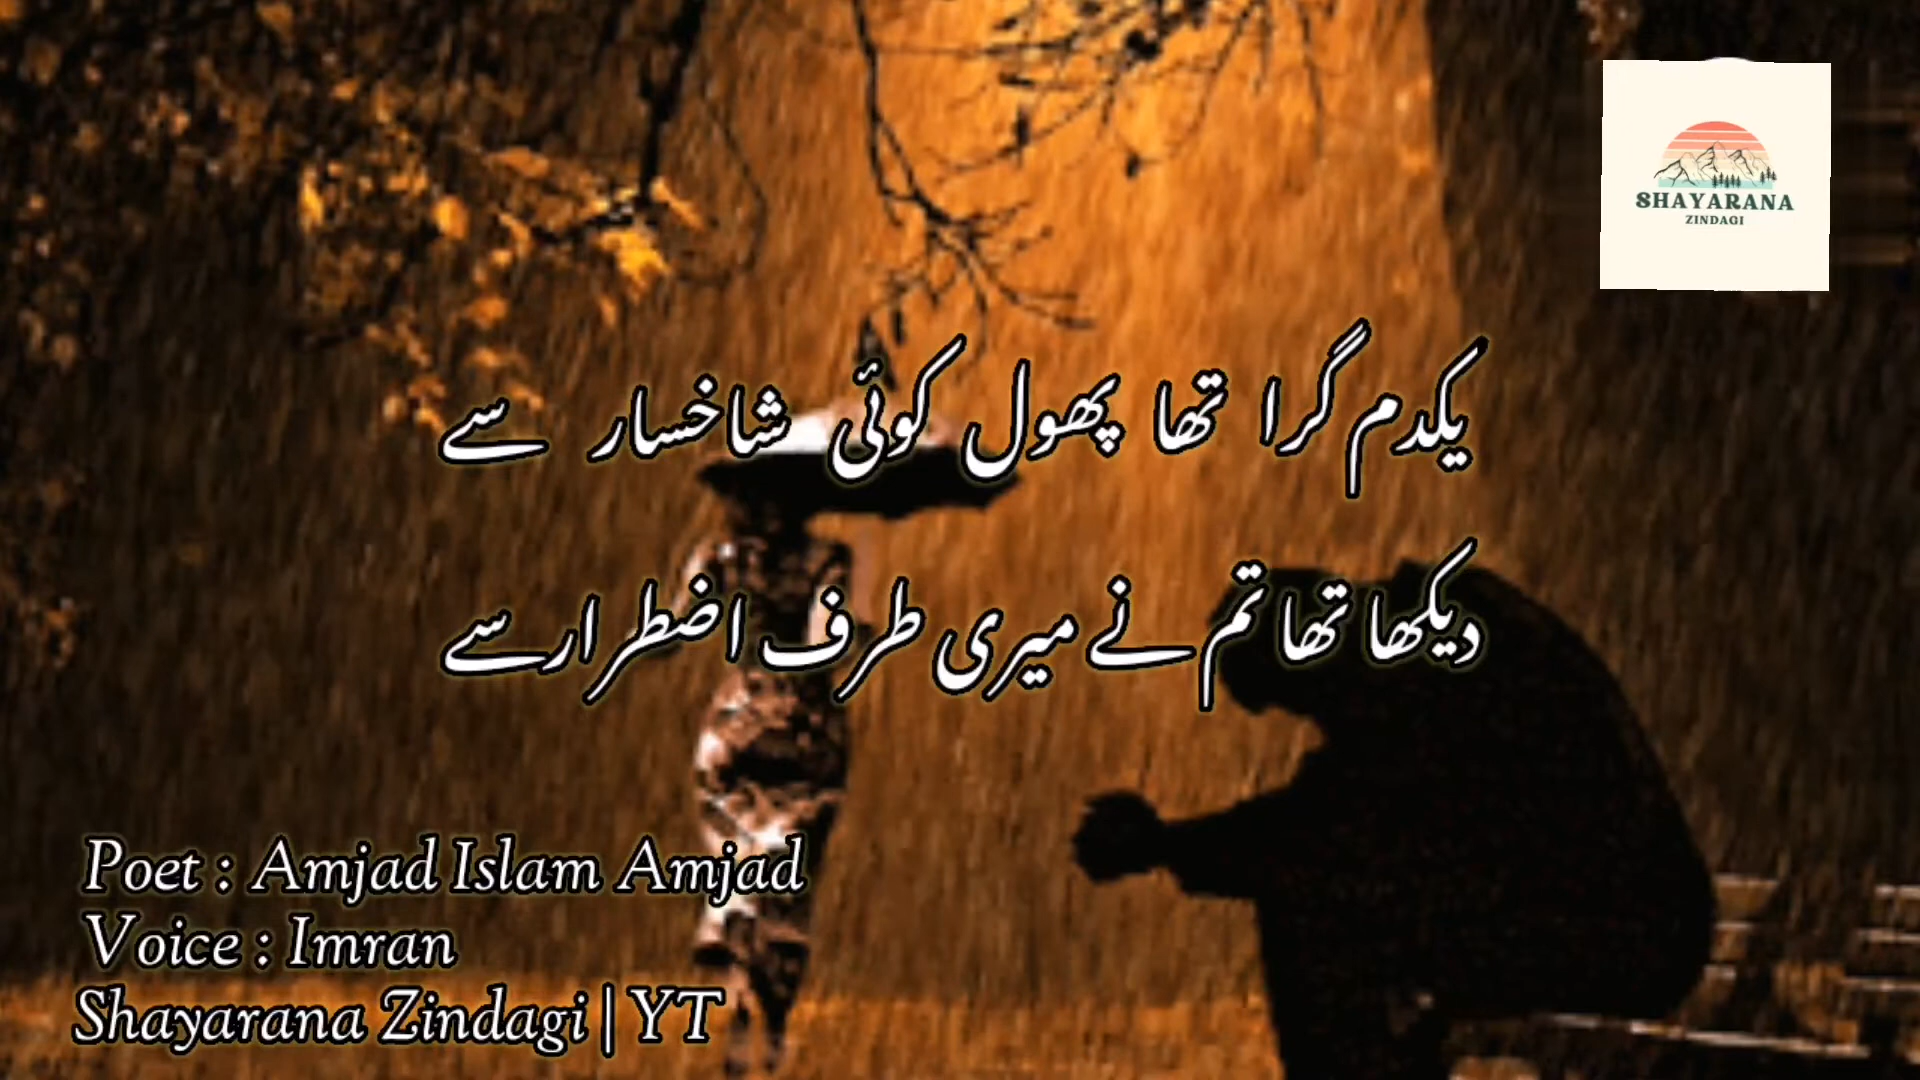 SHAYARANA
ZINDAGI
یکدم گرا تھا پھول کوئی شاخسار سے
دیکھا تھا تم نے میری طرف اضطرار سے
Poet : Amjad Islam Amjad
Voice : Imran
Shayarana Zindagi | YT